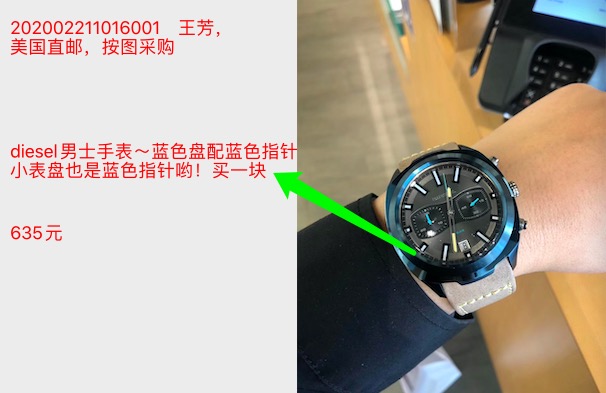 202002211016001 王芳，
美国直邮，按图采购
diesel男士手表～蓝色盘配蓝色指针
小表盘也是蓝色指针哟！买一块
635元